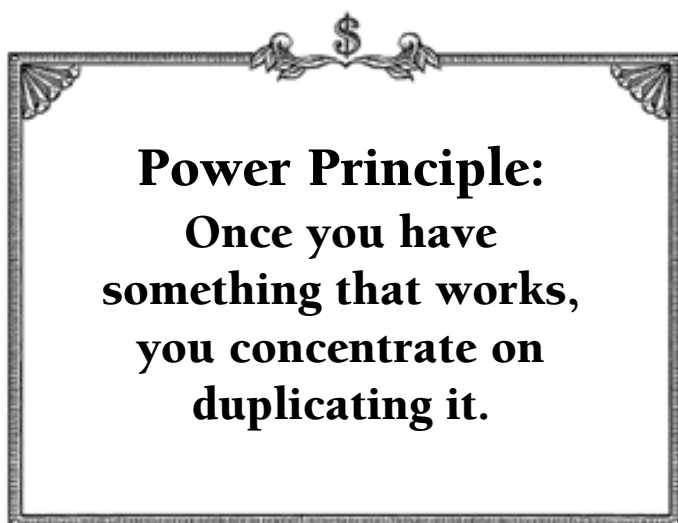 $
Power Principle:
Once you have
something that works,
you concentrate on
duplicating it.